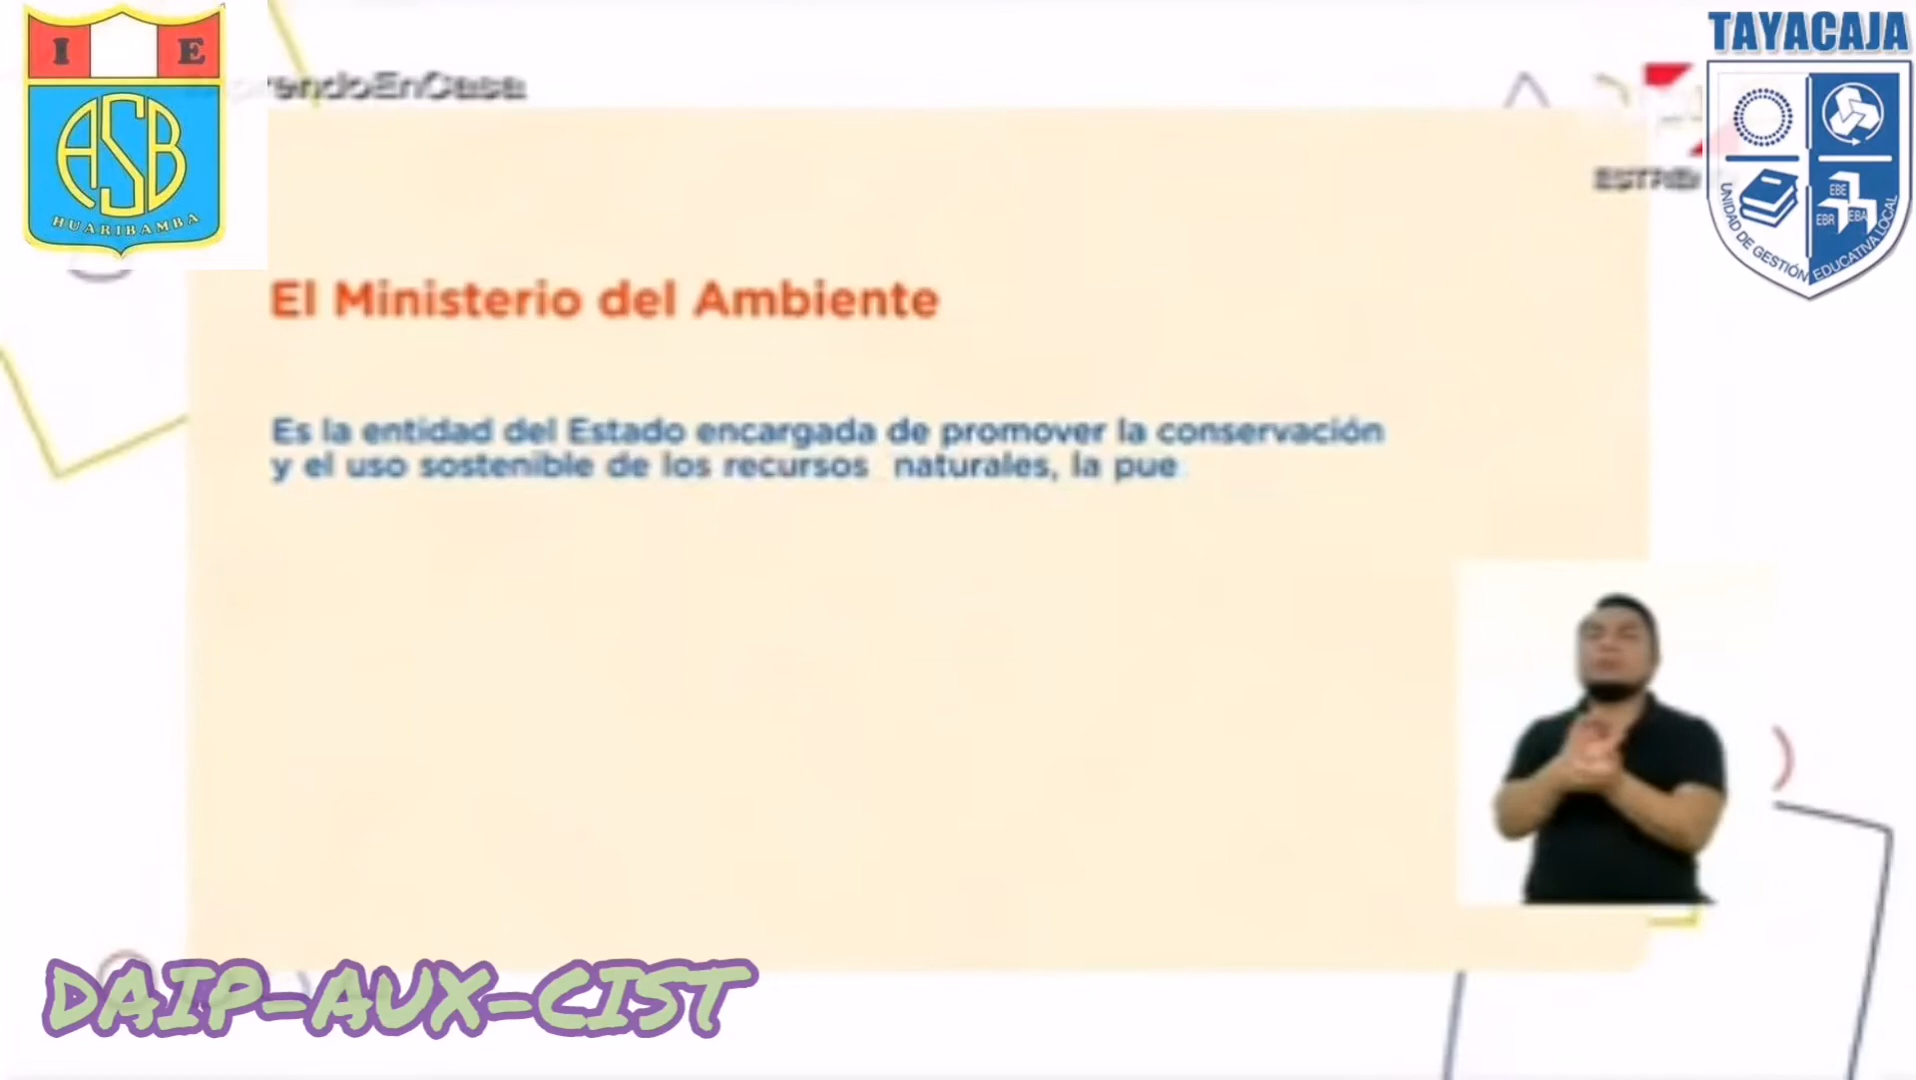 I E
ASB
HUARIBAMBA
TAYACAJA
EBE
EBR EBA
UNIDAD DE GESTIÓN EDUCATIVA LOCAL
prendoEnCasa
El Ministerio del Ambiente
Es la entidad del Estado encargada de promover la conservación
y el uso sostenible de los recursos naturales, la pue
DAIP-AUX-CIST